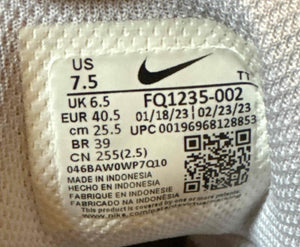 US
7.5
TT
UK 6.5
FQ1235-002
EUR 40.5
01/18/23 02/23/23
cm 25.5
UPC 00196968128853
BR 39
CN 255(2.5)
046BAW0WP7Q10
MADE IN INDONESIA
HECHO EN INDONESIA
FABRIQUE EN INDONESIE
FABRICADO NA INDONÉSIA